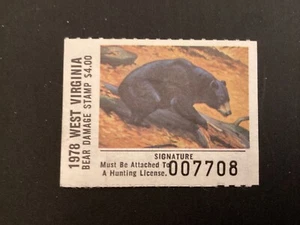 1978 WEST VIRGINIA
BEAR DAMAGE STAMP $4.00
SIGNATURE
Must Be Attached To
A Hunting License.
007708